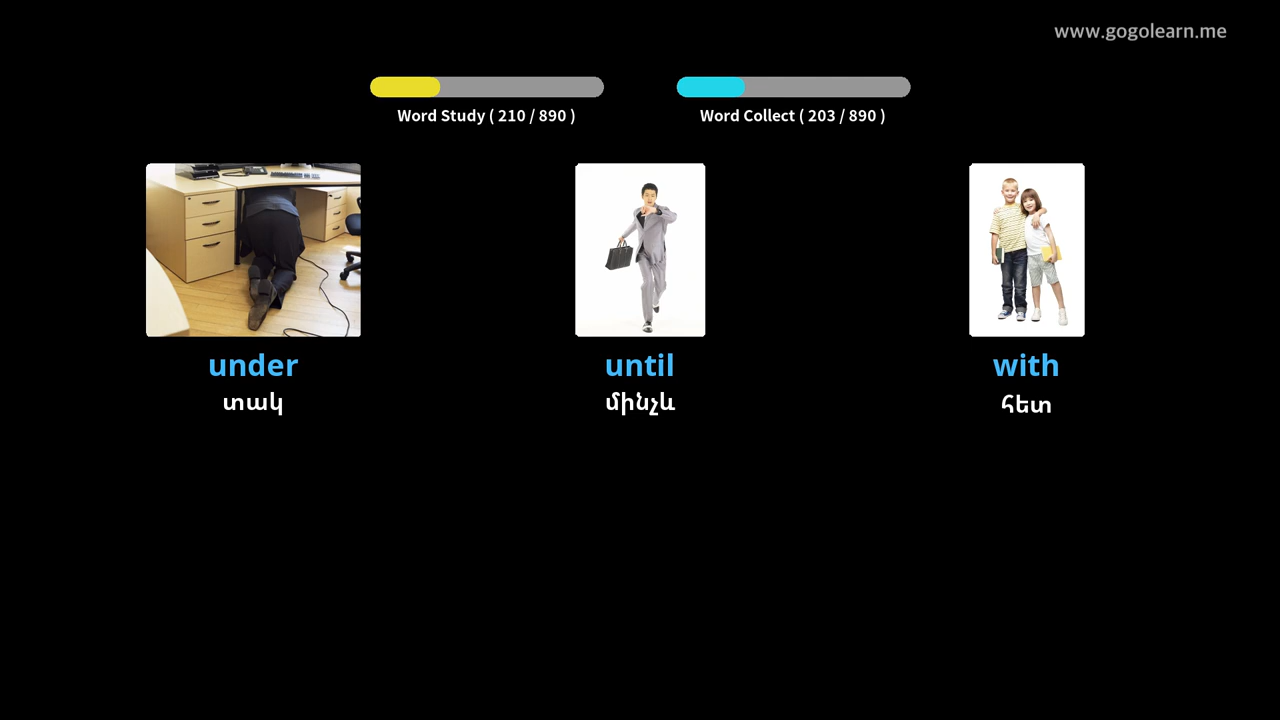 www.gogolearn.me
Word Study ( 210 / 890 )
Word Collect ( 203 / 890 )
under
տակ
until
մինչև
with
հետ